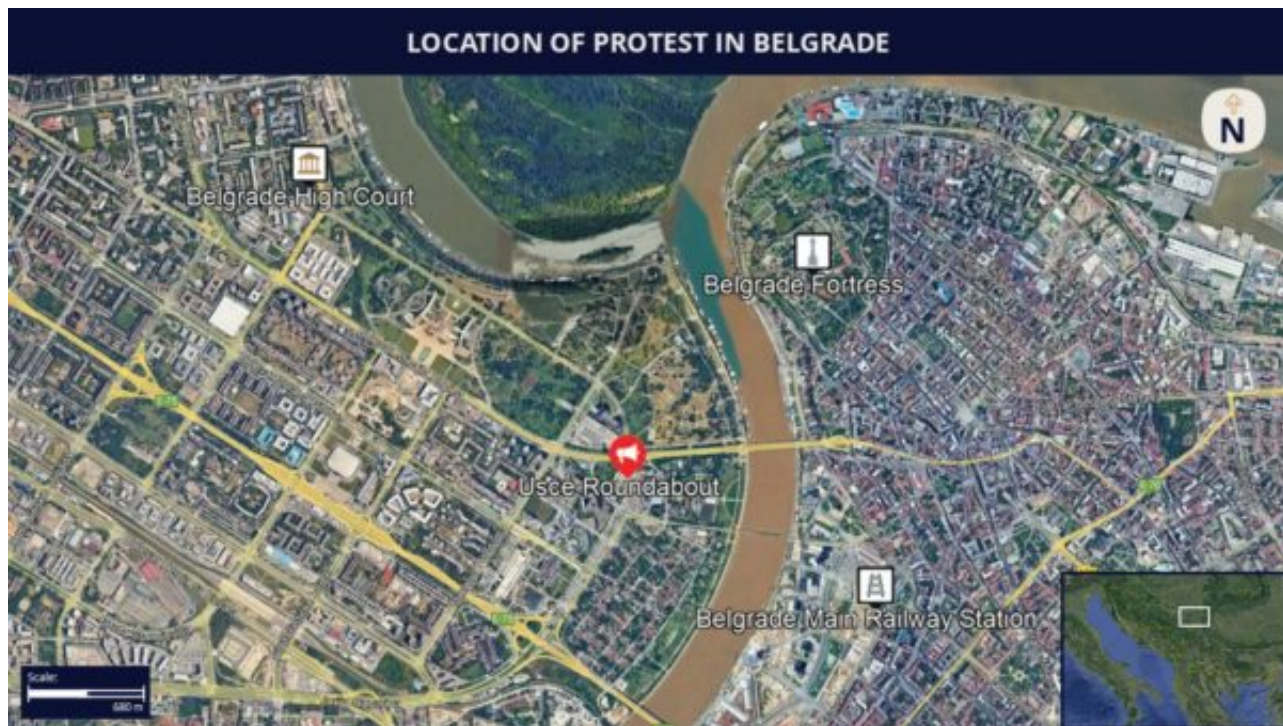 LOCATION OF PROTEST IN BELGRADE
N
Belgrade High Court
Belgrade Fortress
Usce Roundabout
Belgrade Main Railway Station
Scale:
680 m